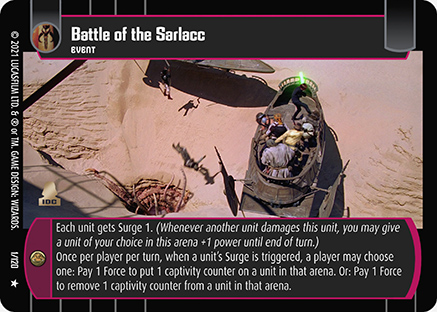 Battle of the Sarlacc
EVENT
© 2021 LUCASFILM LTD. & ® or TM. GAME DESIGN: WIZARDS.
IDC
Each unit gets Surge 1. (Whenever another unit damages this unit, you may give
a unit of your choice in this arena +1 power until end of turn.)
Once per player per turn, when a unit's Surge is triggered, a player may choose
one: Pay 1 Force to put 1 captivity counter on a unit in that arena. Or: Pay 1 Force
to remove 1 captivity counter from a unit in that arena.